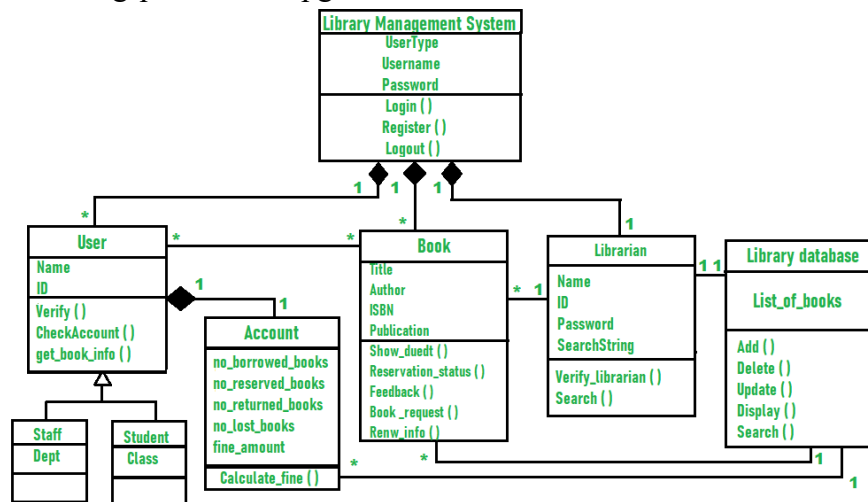 Library Management System
UserType
Username
Password
Login ( )
Register ( )
Logout ( )
1
1
1
*
*
1
User
Name
ID
Verify ( )
CheckAccount ( )
get_book_info ( )
*
*
1
1
Account
no_borrowed_books
no_reserved_books
no_returned_books
no_lost_books
fine_amount
Calculate_fine ( )
Book
Title
Author
ISBN
Publication
Show_duedt ( )
Reservation_status ( )
Feedback ( )
Book _request ( )
Renw_info ( )
*
1
Librarian
Name
ID
Password
SearchString
Verify_librarian ( )
Search ( )
1
1
Library database
List_of_books
Add ( )
Delete ( )
Update ( )
Display ( )
Search ( )
Staff
Dept
Student
Class
*
1
*
1